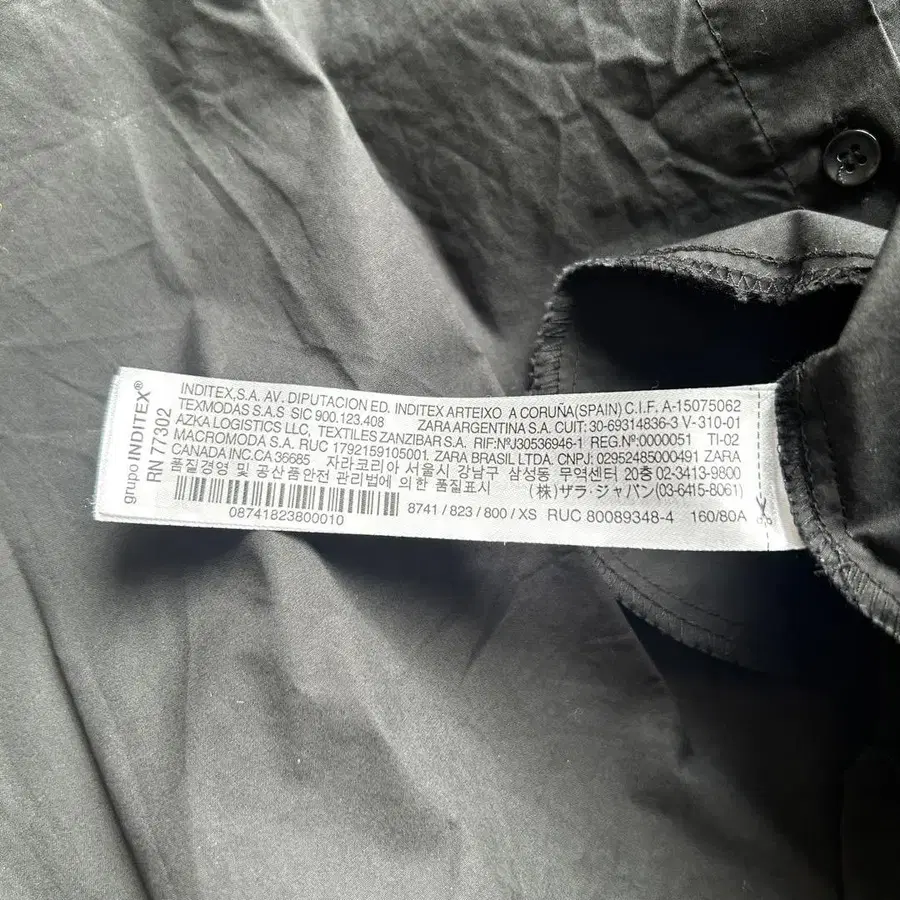 grupo INDITEX®
RN 77302
INDITEX,S.A. AV. DIPUTACION ED. INDITEX ARTEIXO A CORUÑA(SPAIN) C.I.F. A-15075062
TEXMODAS S.A.S SIC 900.123.408 ZARA ARGENTINA S.A. CUIT: 30-69314836-3 V-310-01
AZKA LOGISTICS LLC, TEXTILES ZANZIBAR S.A. RIF:Nº.J30536946-1 REG.Nº:0000051 TI-02
MACROMODA S.A. RUC 1792159105001. ZARA BRASIL LTDA. CNPJ. 02952485000491 ZARA
CANADA INC.CA 36685 자라코리아 서울시 강남구 삼성동 무역센터 20층 02-3413-9800
품질경영 및 공산품안전 관리법에 의한 품질표시 (株)ザラ・ジャパン(03-6415-8061)
08741823800010 8741 / 823 / 800 / XS RUC 80089348-4 160/80A